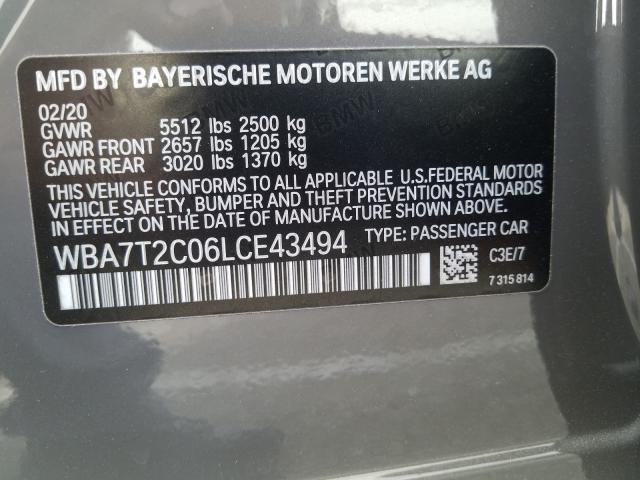 MFD BY BAYERISCHE MOTOREN WERKE AG
02/20
GVWR 5512 lbs 2500 kg
GAWR FRONT 2657 lbs 1205 kg
GAWR REAR 3020 lbs 1370 kg
THIS VEHICLE CONFORMS TO ALL APPLICABLE U.S.FEDERAL MOTOR
VEHICLE SAFETY, BUMPER AND THEFT PREVENTION STANDARDS
IN EFFECT ON THE DATE OF MANUFACTURE SHOWN ABOVE.
WBA7T2C06LCE43494 TYPE: PASSENGER CAR
C3E/7
7 315 814